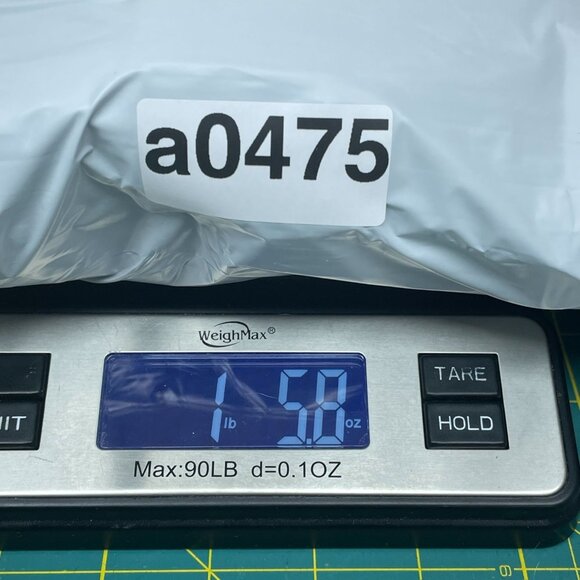 a0475
WeighMax®
1 lb 5.8 oz
TARE
HOLD
Max:90LB d=0.1OZ